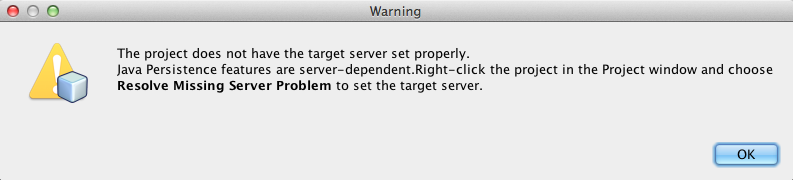 Warning
The project does not have the target server set properly.
Java Persistence features are server-dependent.Right-click the project in the Project window and choose
Resolve Missing Server Problem to set the target server.
OK